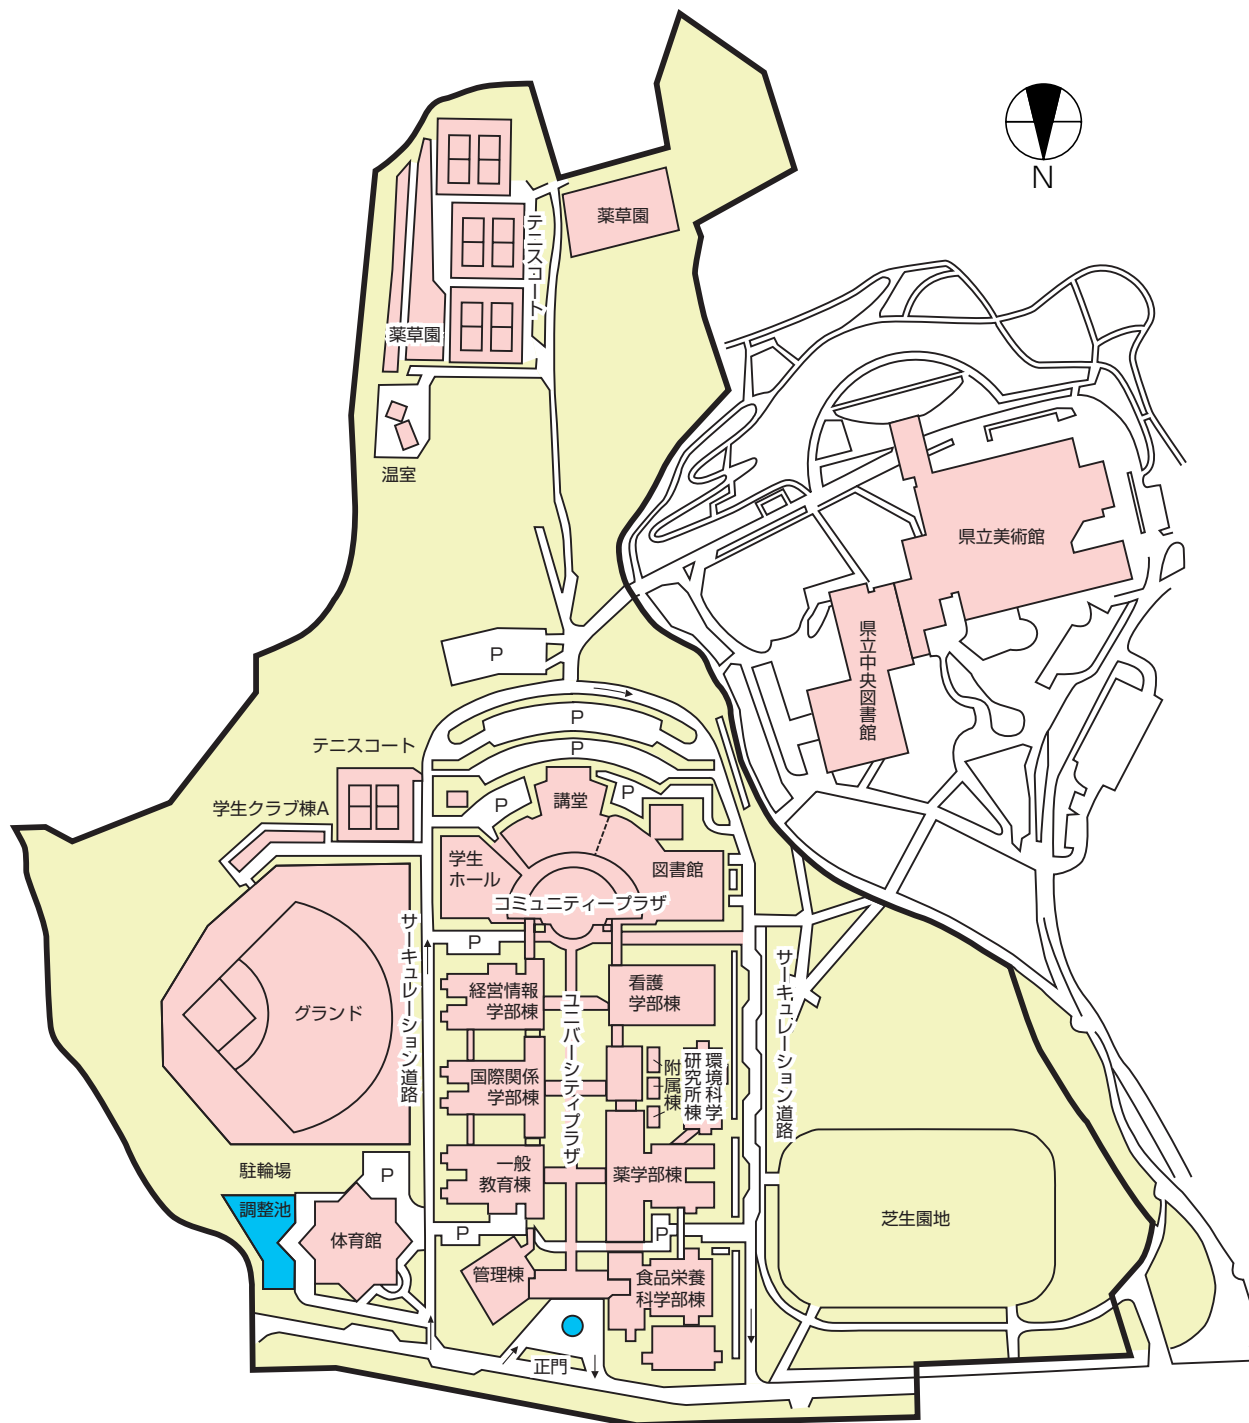 N
薬草園
テニスコート
薬草園
温室
県立美術館
県立中央図書館
P
P
P
テニスコート
講堂
P
P
学生クラブ棟A
学生
ホール
図書館
コミュニティープラザ
サーキュレーション道路
P
サーキュレーション道路
経営情報
学部棟
看護
学部棟
ユニバーシティプラザ
グランド
国際関係
学部棟
附属棟
環境科学
研究所棟
一般
教育棟
薬学部棟
駐輪場
P
調整池
体育館
芝生園地
P
P
管理棟
食品栄養
科学部棟
正門